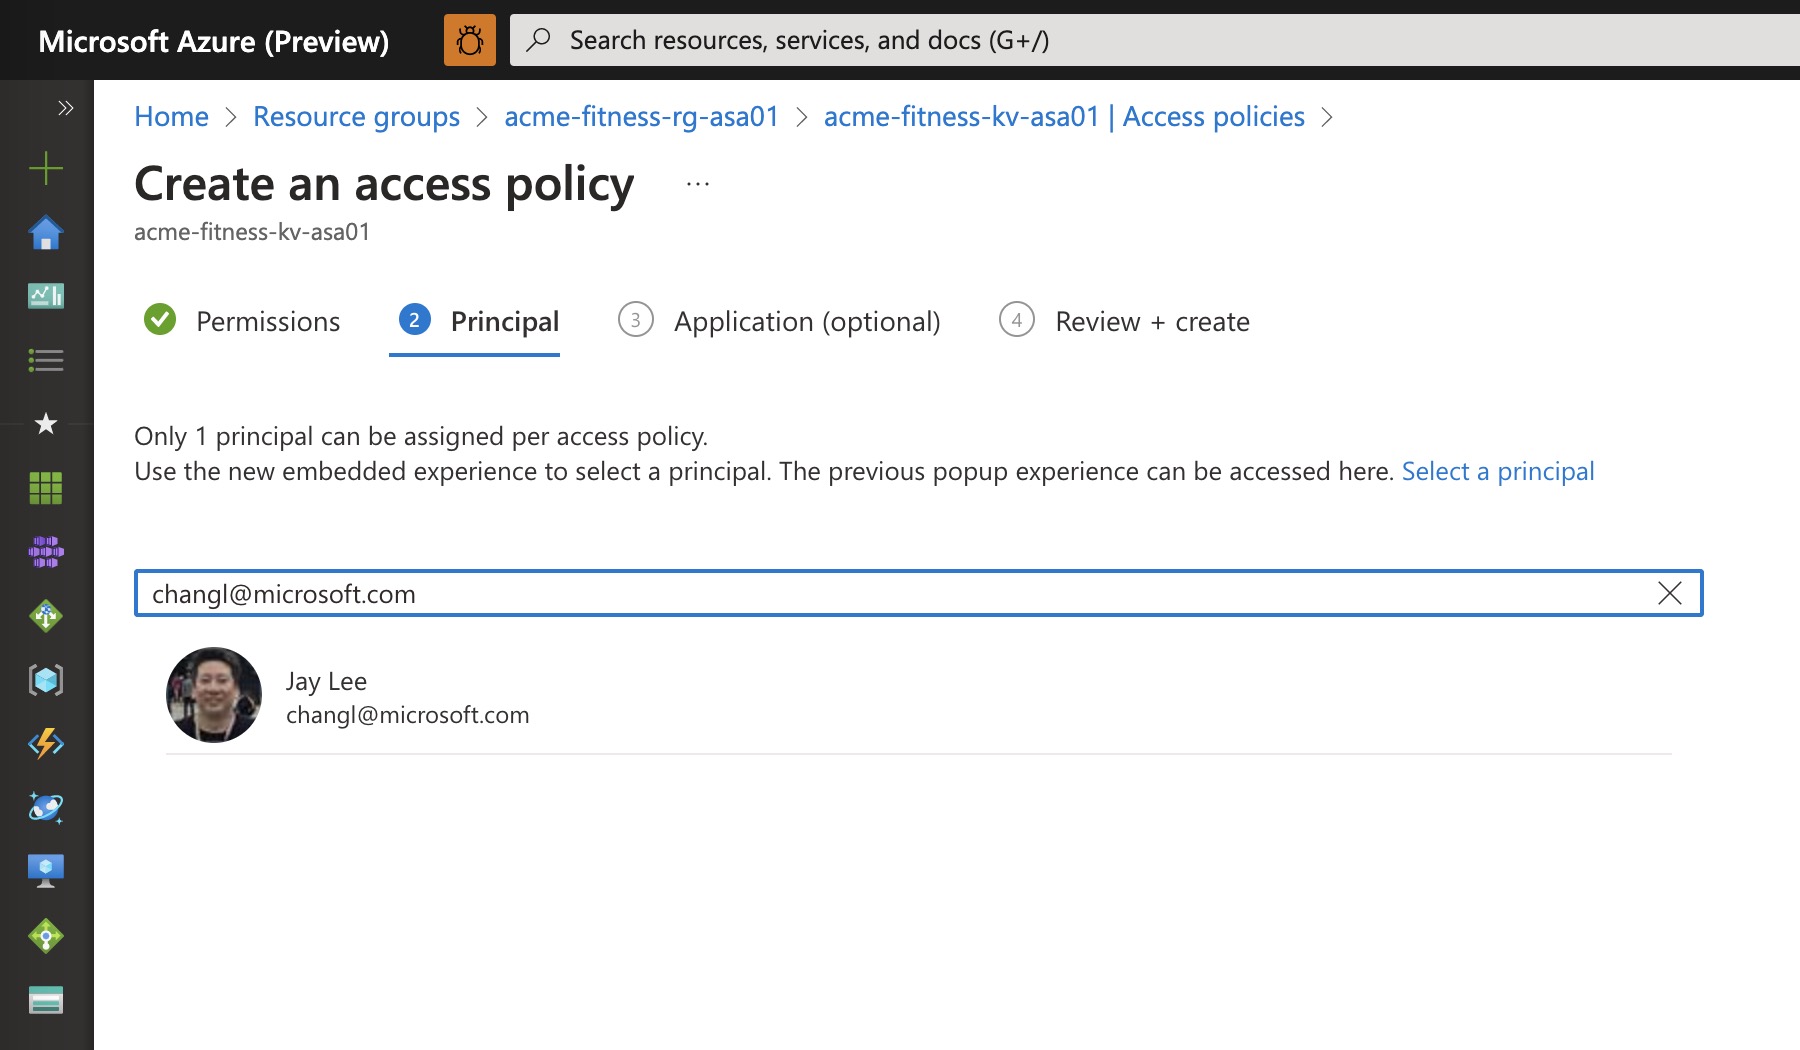 Microsoft Azure (Preview)
Search resources, services, and docs (G+/)
Home > Resource groups > acme-fitness-rg-asa01 > acme-fitness-kv-asa01 | Access policies >
Create an access policy ...
acme-fitness-kv-asa01
Permissions 2 Principal 3 Application (optional) 4 Review + create
Only 1 principal can be assigned per access policy.
Use the new embedded experience to select a principal. The previous popup experience can be accessed here. Select a principal
changl@microsoft.com
Jay Lee
changl@microsoft.com